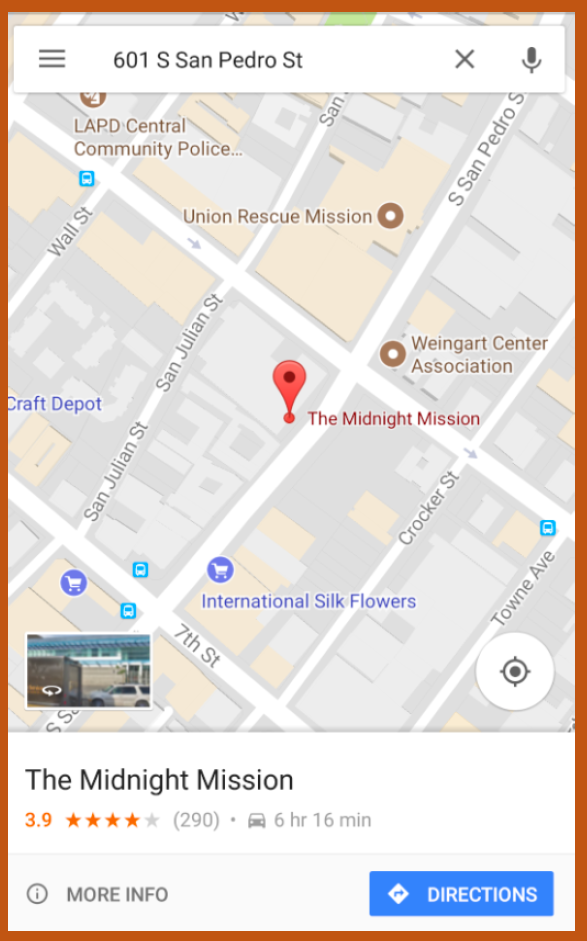 601 S San Pedro St
LAPD Central
Community Police...
San
S San Pedro S
Wall St
Union Rescue Mission
San Julian St
Weingart Center
Association
Craft Depot
The Midnight Mission
San Julian St
Crocker St
International Silk Flowers
Towne Ave
7th St
S Sa
The Midnight Mission
3.9 ★★★★★ (290) • 6 hr 16 min
MORE INFO
DIRECTIONS